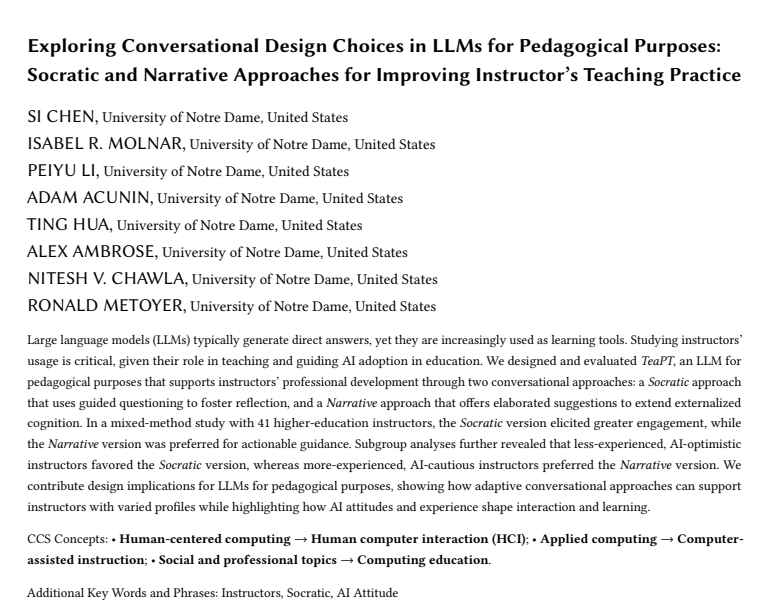 Exploring Conversational Design Choices in LLMs for Pedagogical Purposes:
Socratic and Narrative Approaches for Improving Instructor's Teaching Practice
SI CHEN, University of Notre Dame, United States
ISABEL R. MOLNAR, University of Notre Dame, United States
PEIYU LI, University of Notre Dame, United States
ADAM ACUNIN, University of Notre Dame, United States
TING HUA, University of Notre Dame, United States
ALEX AMBROSE, University of Notre Dame, United States
NITESH V. CHAWLA, University of Notre Dame, United States
RONALD METOYER, University of Notre Dame, United States
Large language models (LLMs) typically generate direct answers, yet they are increasingly used as learning tools. Studying instructors'
usage is critical, given their role in teaching and guiding AI adoption in education. We designed and evaluated TeaPT, an LLM for
pedagogical purposes that supports instructors' professional development through two conversational approaches: a Socratic approach
that uses guided questioning to foster reflection, and a Narrative approach that offers elaborated suggestions to extend externalized
cognition. In a mixed-method study with 41 higher-education instructors, the Socratic version elicited greater engagement, while
the Narrative version was preferred for actionable guidance. Subgroup analyses further revealed that less-experienced, AI-optimistic
instructors favored the Socratic version, whereas more-experienced, AI-cautious instructors preferred the Narrative version. We
contribute design implications for LLMs for pedagogical purposes, showing how adaptive conversational approaches can support
instructors with varied profiles while highlighting how AI attitudes and experience shape interaction and learning.
CCS Concepts: • Human-centered computing → Human computer interaction (HCI); • Applied computing → Computer-
assisted instruction; • Social and professional topics → Computing education.
Additional Key Words and Phrases: Instructors, Socratic, AI Attitude